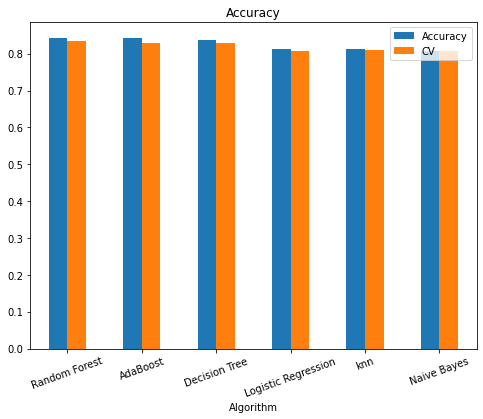 Accuracy
Accuracy
CV
0.8
0.7
0.6
0.5
0.4
0.3
0.2
0.1
0.0
Random Forest
AdaBoost
Decision Tree
Logistic Regression
knn
Naive Bayes
Algorithm